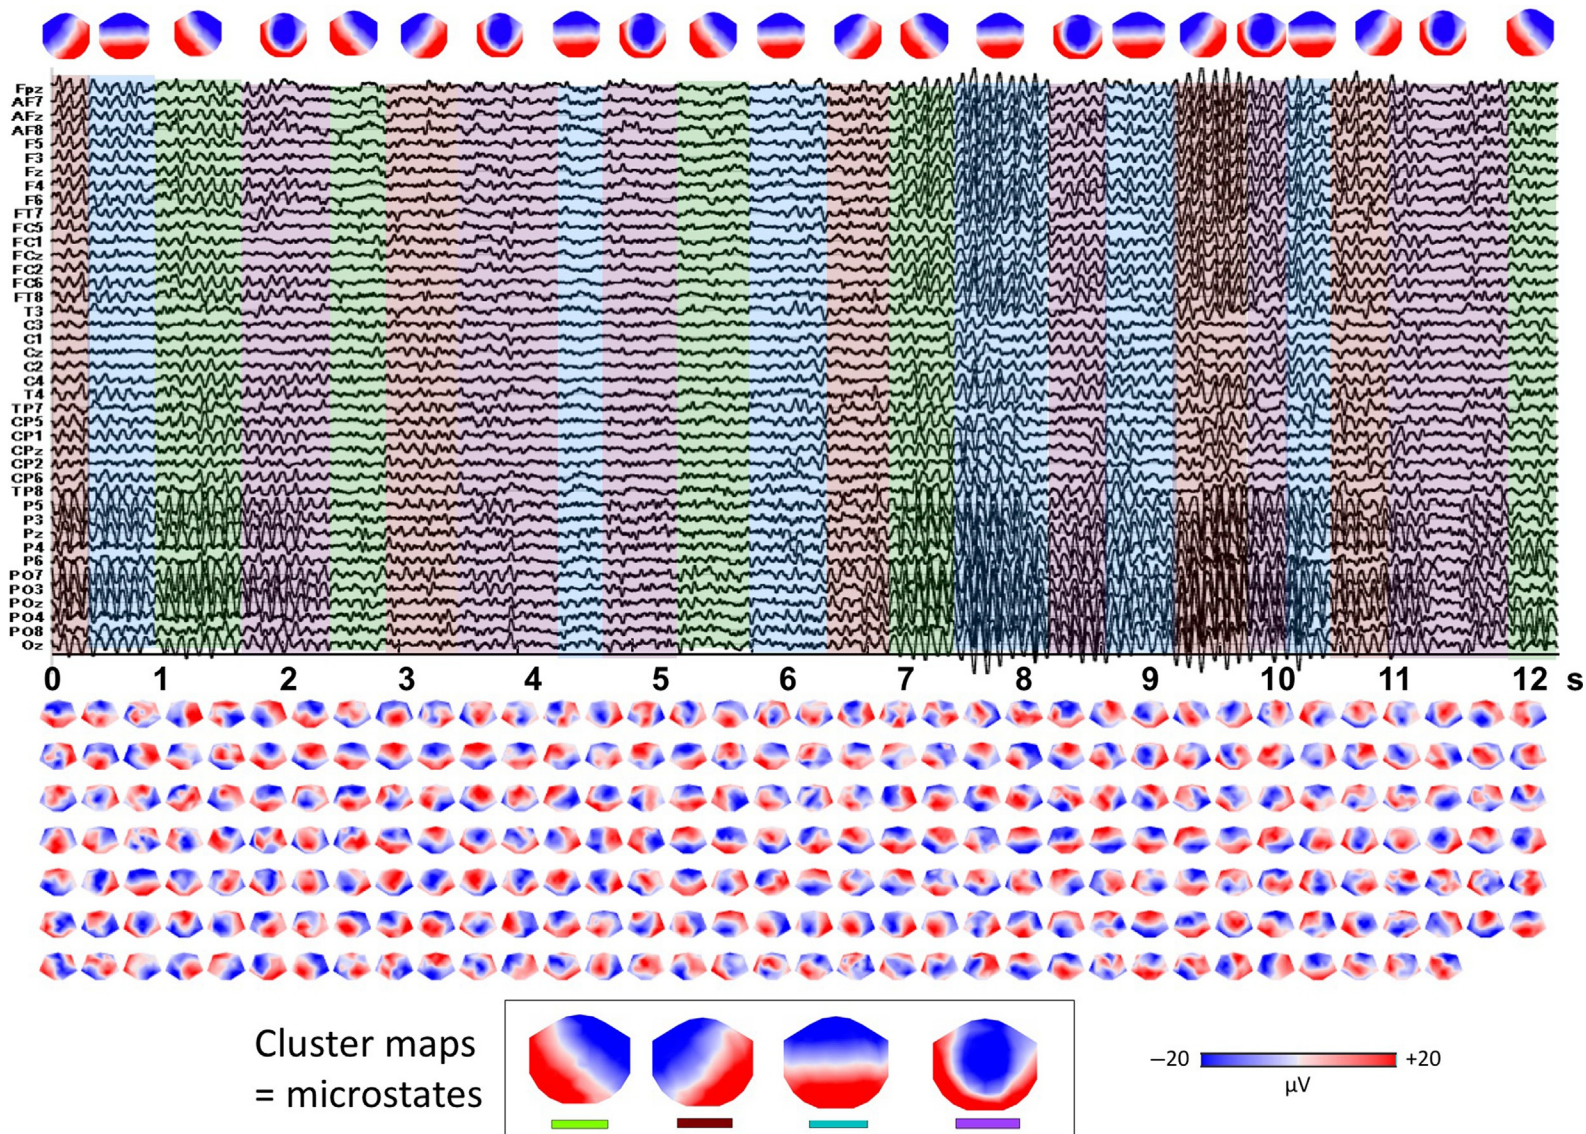 Fpz
AF7
AFz
AF8
F5
F3
Fz
F4
F6
FT7
FC5
FC1
FCz
FC2
FC6
FT8
T3
C3
C1
Cz
C2
C4
T4
TP7
CP5
CP1
CPz
CP2
CP6
TP8
P5
P3
Pz
P4
P6
PO7
PO3
POz
PO4
PO8
Oz
0 1 2 3 4 5 6 7 8 9 10 11 12 s
Cluster maps
= microstates
–20 +20
μV